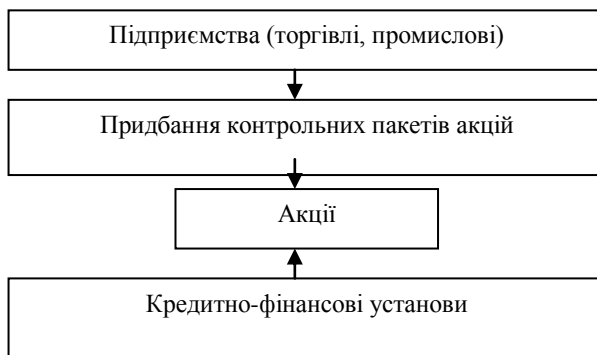 Підприємства (торгівлі, промислові)
Придбання контрольних пакетів акцій
Акції
Кредитно-фінансові установи